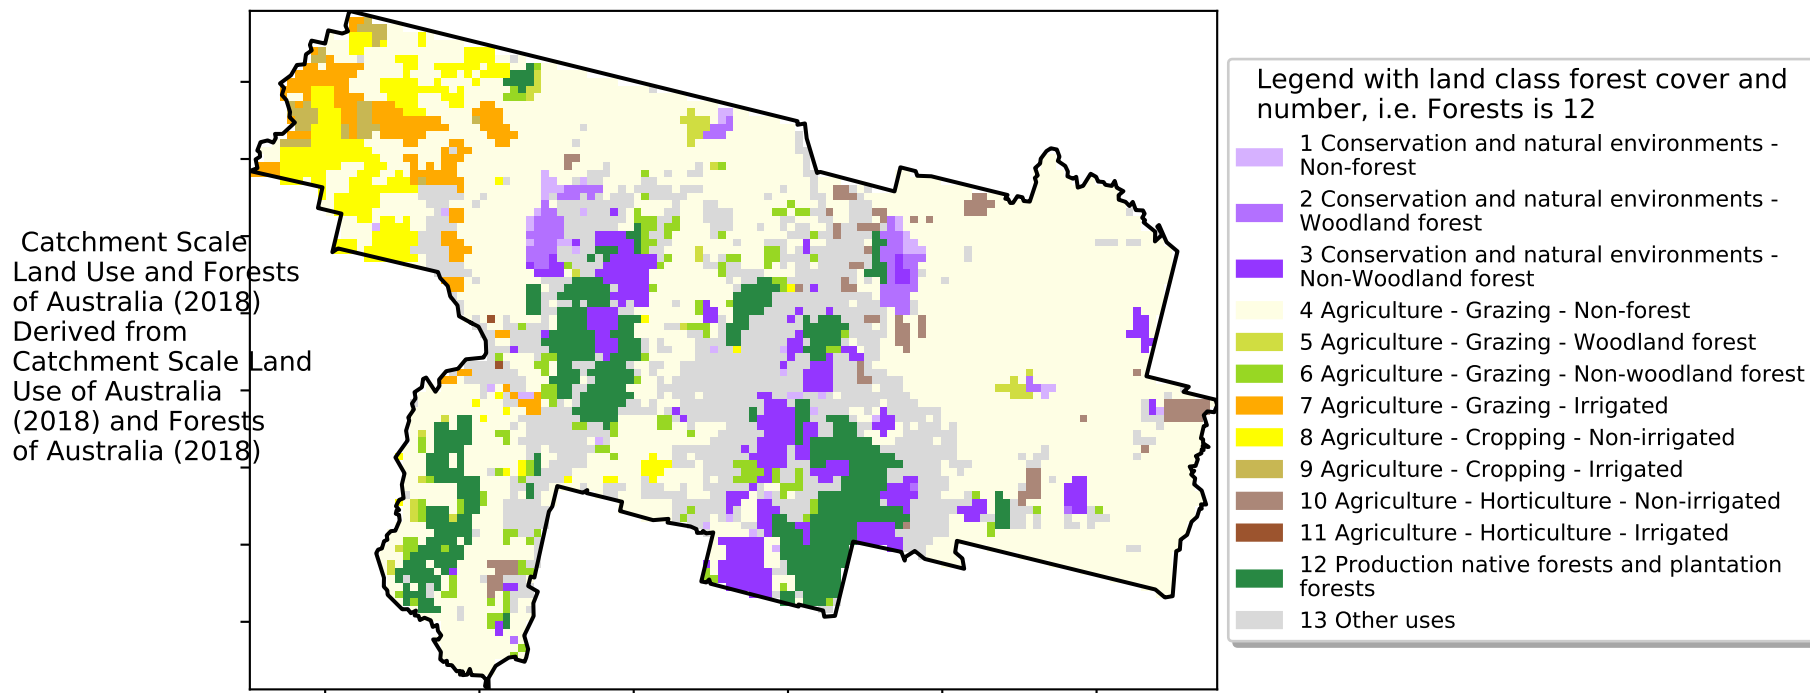 Catchment Scale
Land Use and Forests
of Australia (2018)
Derived from
Catchment Scale Land
Use of Australia
(2018) and Forests
of Australia (2018)
Legend with land class forest cover and
number, i.e. Forests is 12
1 Conservation and natural environments -
Non-forest
2 Conservation and natural environments -
Woodland forest
3 Conservation and natural environments -
Non-Woodland forest
4 Agriculture - Grazing - Non-forest
5 Agriculture - Grazing - Woodland forest
6 Agriculture - Grazing - Non-woodland forest
7 Agriculture - Grazing - Irrigated
8 Agriculture - Cropping - Non-irrigated
9 Agriculture - Cropping - Irrigated
10 Agriculture - Horticulture - Non-irrigated
11 Agriculture - Horticulture - Irrigated
12 Production native forests and plantation
forests
13 Other uses